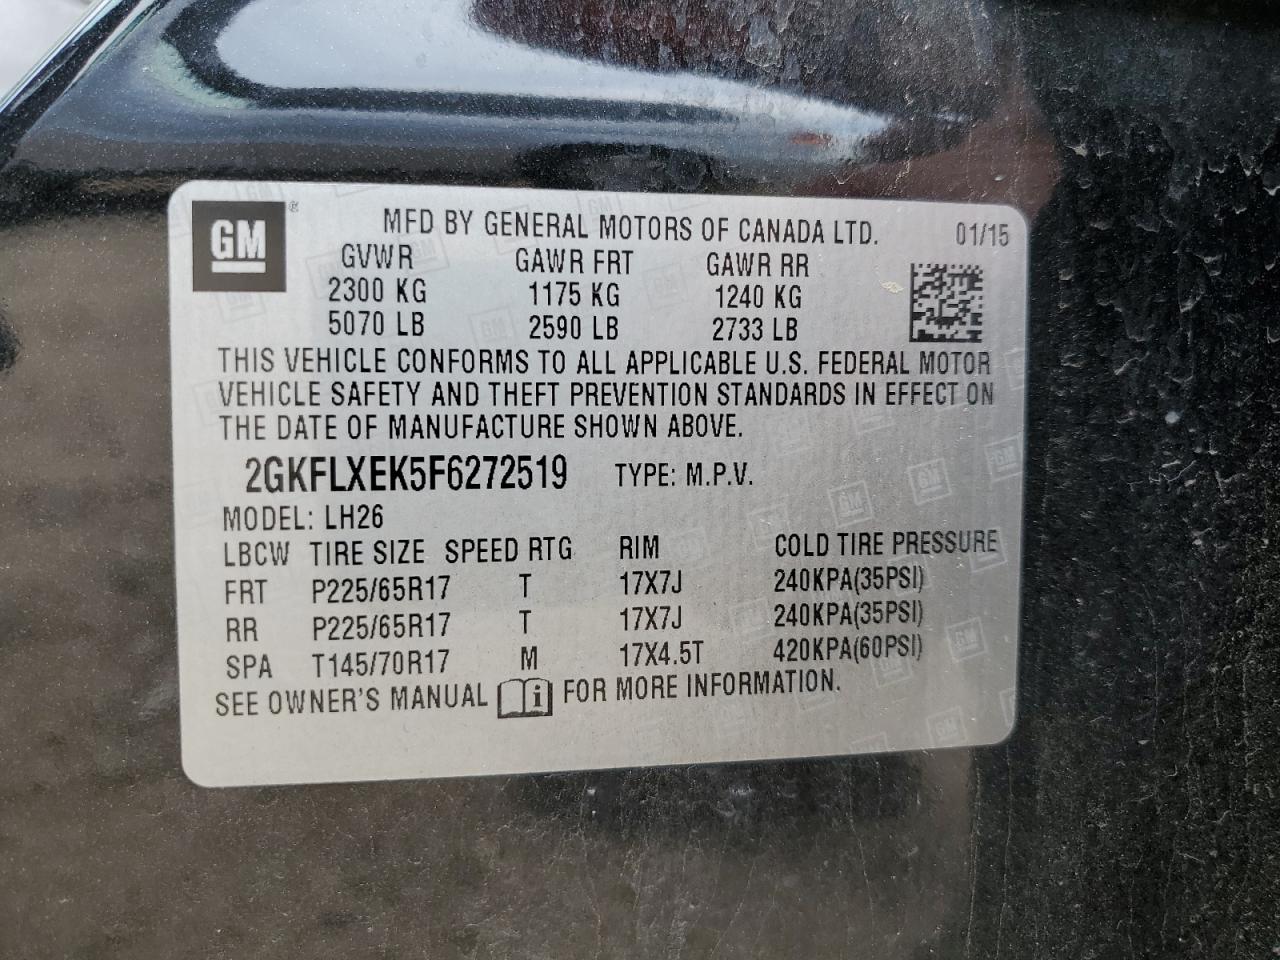 GM ® MFD BY GENERAL MOTORS OF CANADA LTD. 01/15
GVWR GAWR FRT GAWR RR
2300 KG 1175 KG 1240 KG
5070 LB 2590 LB 2733 LB
THIS VEHICLE CONFORMS TO ALL APPLICABLE U.S. FEDERAL MOTOR
VEHICLE SAFETY AND THEFT PREVENTION STANDARDS IN EFFECT ON
THE DATE OF MANUFACTURE SHOWN ABOVE.
2GKFLXEK5F6272519 TYPE: M.P.V.
MODEL: LH26
LBCW TIRE SIZE SPEED RTG RIM COLD TIRE PRESSURE
FRT P225/65R17 T 17X7J 240KPA(35PSI)
RR P225/65R17 T 17X7J 240KPA(35PSI)
SPA T145/70R17 M 17X4.5T 420KPA(60PSI)
SEE OWNER'S MANUAL i FOR MORE INFORMATION.